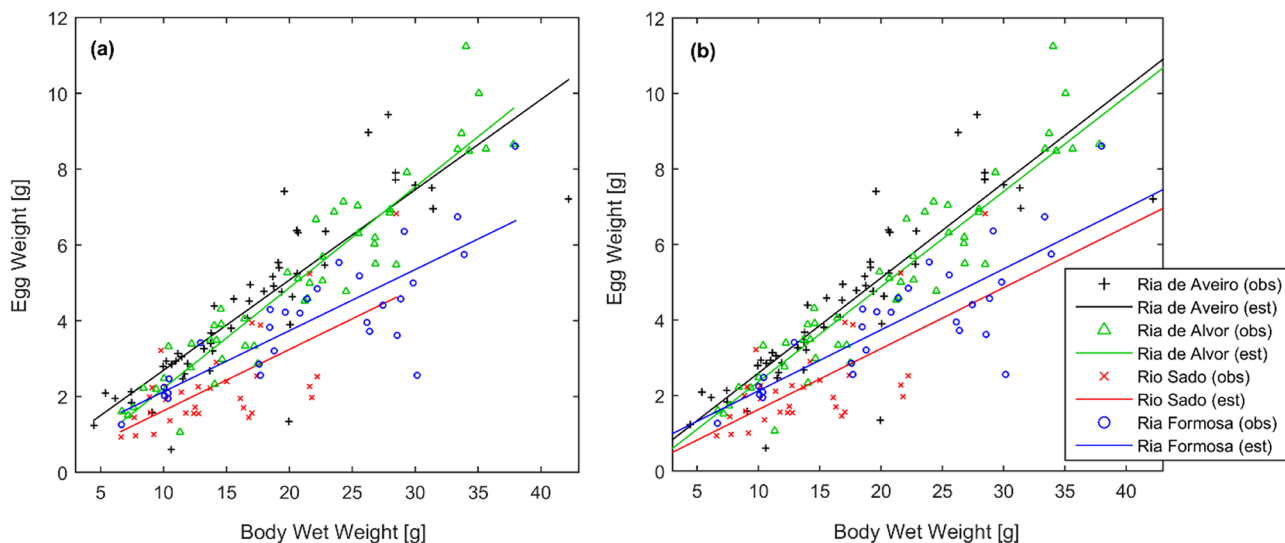 (a)
Egg Weight [g]
12
10
8
6
4
2
0
5 10 15 20 25 30 35 40
Body Wet Weight [g]
(b)
Egg Weight [g]
12
10
8
6
4
2
0
5 10 15 20 25 30 35 40
Body Wet Weight [g]
Ria de Aveiro (obs)
Ria de Aveiro (est)
Ria de Alvor (obs)
Ria de Alvor (est)
Rio Sado (obs)
Rio Sado (est)
Ria Formosa (obs)
Ria Formosa (est)